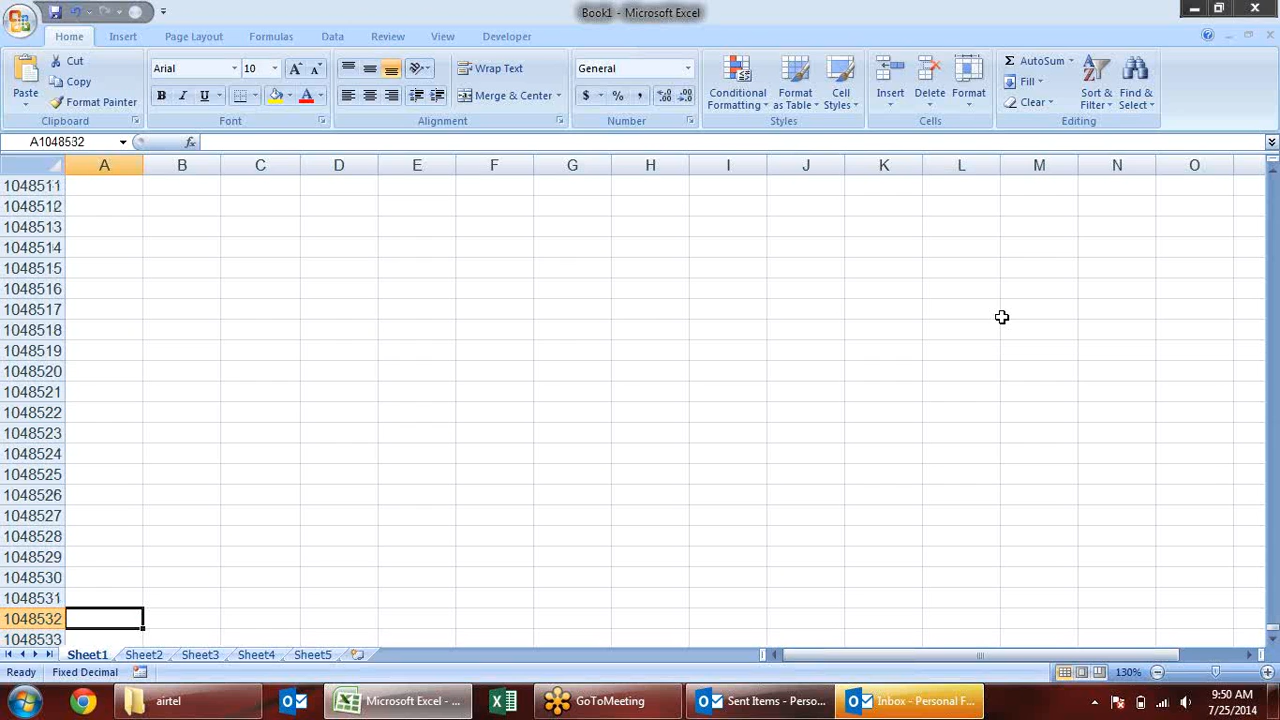 Book1 - Microsoft Excel
Home Insert Page Layout Formulas Data Review View Developer
Paste
Cut
Copy
Format Painter
Clipboard
Arial 10
Font
Wrap Text
Merge & Center
Alignment
General
$ % ,
Number
Conditional Formatting
Format as Table
Cell Styles
Styles
Insert
Delete
Format
Cells
Σ AutoSum
Fill
Clear
Sort & Filter
Find & Select
Editing
A1048532 fx
A B C D E F G H I J K L M N O
1048511
1048512
1048513
1048514
1048515
1048516
1048517
1048518
1048519
1048520
1048521
1048522
1048523
1048524
1048525
1048526
1048527
1048528
1048529
1048530
1048531
1048532
1048533
Sheet1 Sheet2 Sheet3 Sheet4 Sheet5
Ready Fixed Decimal 130%
airtel Microsoft Excel - ... GoToMeeting Sent Items - Perso... Inbox - Personal F...
9:50 AM
7/25/2014